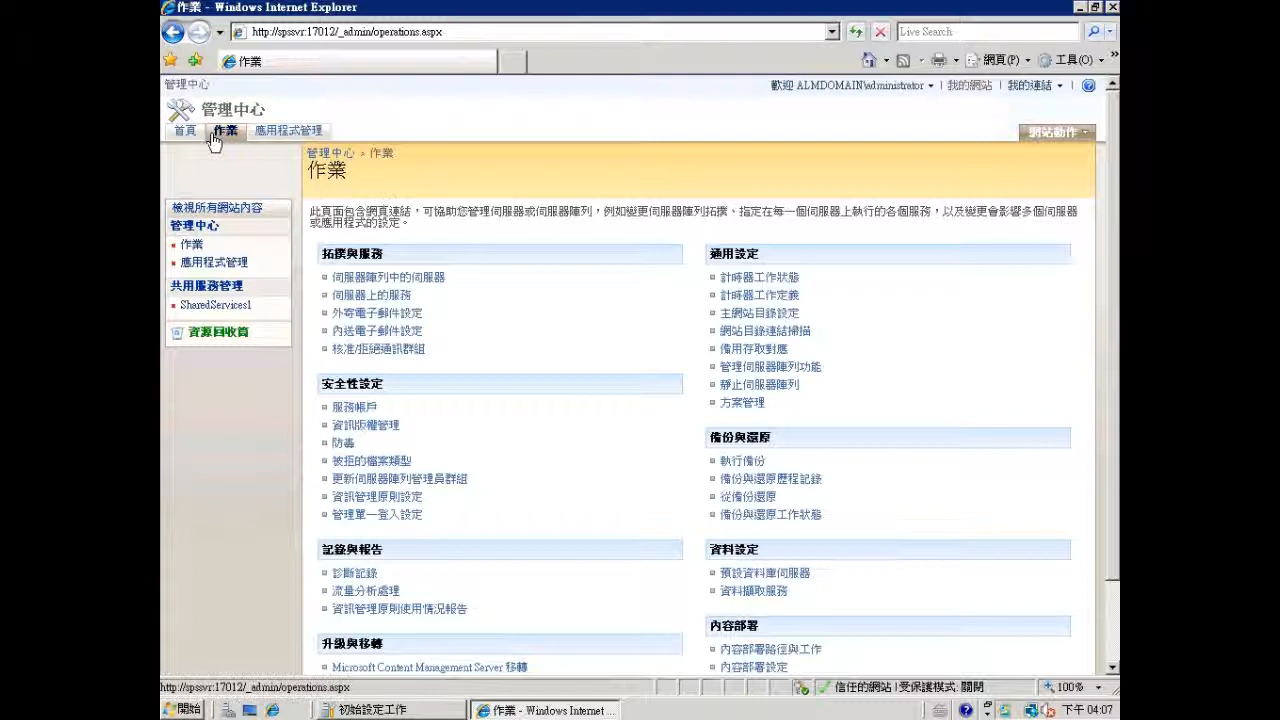 作業 - Windows Internet Explorer
http://spssvr:17012/_admin/operations.aspx
Live Search
作業
網頁(P)
工具(O)
管理中心
歡迎 ALMDOMAIN\administrator
我的網站
我的連結
管理中心
首頁
作業
應用程式管理
網站動作
管理中心 > 作業
作業
此頁面包含網頁連結，可協助您管理伺服器或伺服器陣列，例如變更伺服器陣列拓撲、指定在每一個伺服器上執行的各個服務，以及變更會影響多個伺服器
或應用程式的設定。
檢視所有網站內容
管理中心
作業
應用程式管理
共用服務管理
SharedServices1
資源回收筒
拓撲與服務
伺服器陣列中的伺服器
伺服器上的服務
外寄電子郵件設定
內送電子郵件設定
核准/拒絕通訊群組
安全性設定
服務帳戶
資訊版權管理
防毒
被拒的檔案類型
更新伺服器陣列管理員群組
資訊管理原則設定
管理單一登入設定
記錄與報告
診斷記錄
流量分析處理
資訊管理原則使用情況報告
升級與移轉
Microsoft Content Management Server 移轉
通用設定
計時器工作狀態
計時器工作定義
主網站目錄設定
網站目錄連結掃描
備用存取對應
管理伺服器陣列功能
靜止伺服器陣列
方案管理
備份與還原
執行備份
備份與還原歷程記錄
從備份還原
備份與還原工作狀態
資料設定
預設資料庫伺服器
資料擷取服務
內容部署
內容部署路徑與工作
內容部署設定
http://spssvr:17012/_admin/operations.aspx
信任的網站 | 受保護模式: 關閉
100%
開始
初始設定工作
作業 - Windows Internet ...
下午 04:07